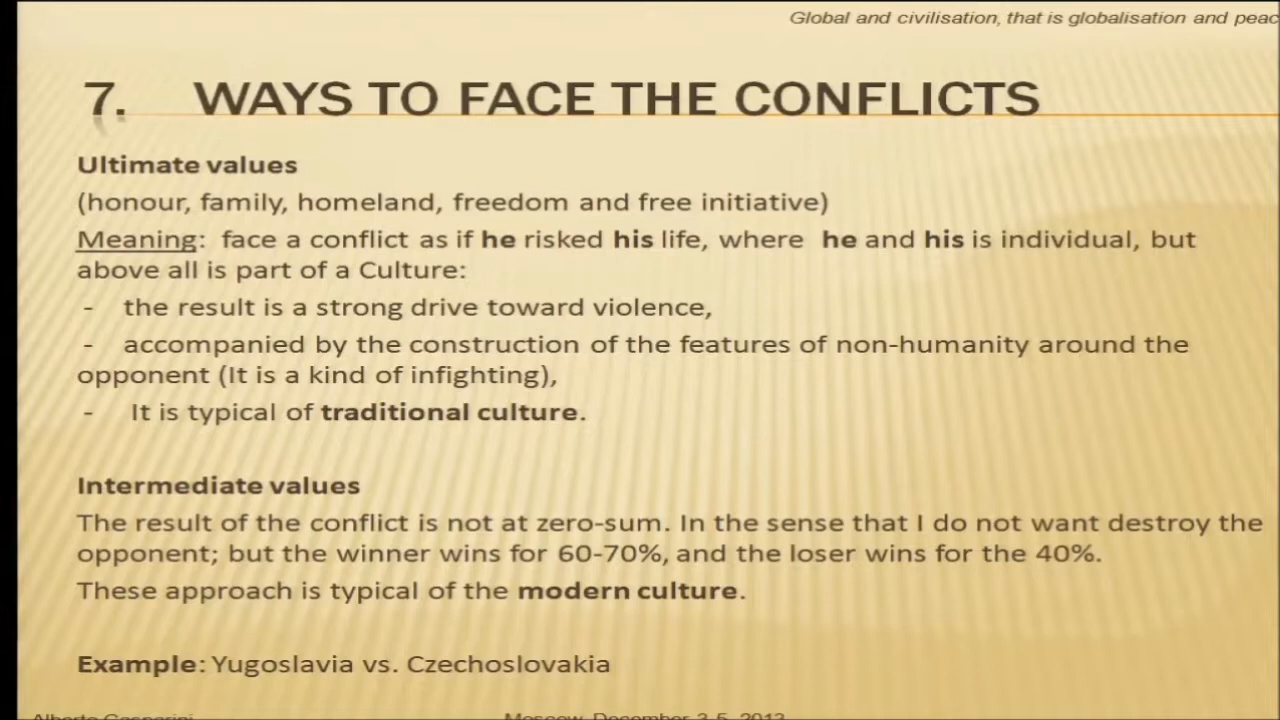 Global and civilisation, that is globalisation and peac
7. WAYS TO FACE THE CONFLICTS
Ultimate values
(honour, family, homeland, freedom and free initiative)
Meaning: face a conflict as if he risked his life, where he and his is individual, but
above all is part of a Culture:
- the result is a strong drive toward violence,
- accompanied by the construction of the features of non-humanity around the
opponent (It is a kind of infighting),
- It is typical of traditional culture.
Intermediate values
The result of the conflict is not at zero-sum. In the sense that I do not want destroy the
opponent; but the winner wins for 60-70%, and the loser wins for the 40%.
These approach is typical of the modern culture.
Example: Yugoslavia vs. Czechoslovakia
Alberto Gasparini Moscow, December 3-5, 2013